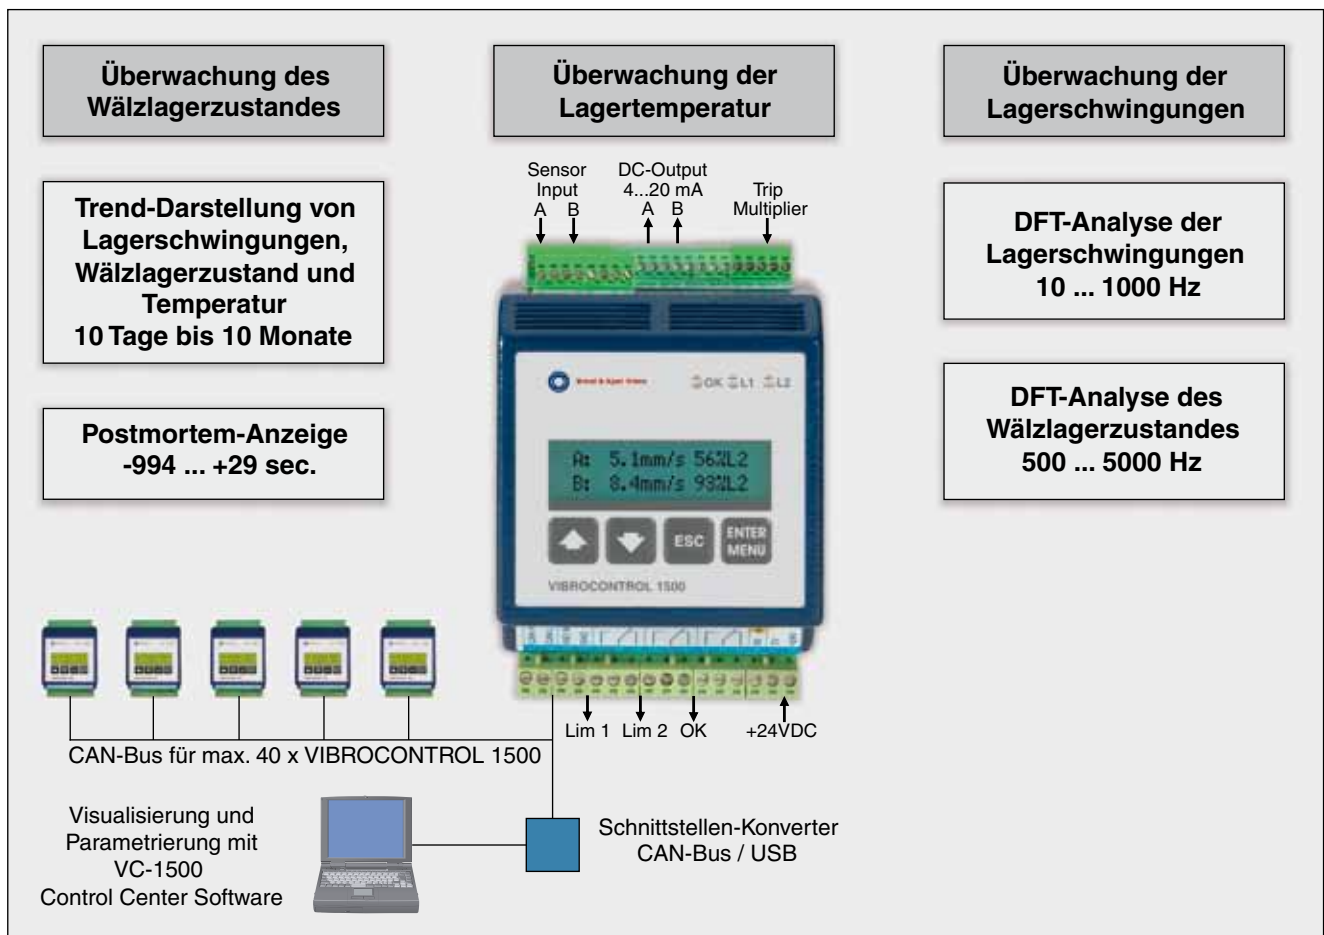 Überwachung des
Wälzlagerzustandes
Überwachung der
Lagertemperatur
Überwachung der
Lagerschwingungen
Trend-Darstellung von
Lagerschwingungen,
Wälzlagerzustand und
Temperatur
10 Tage bis 10 Monate
Postmortem-Anzeige
-994 ... +29 sec.
Sensor
Input
A B
DC-Output
4...20 mA
A B
Trip
Multiplier
OK L1 L2
A: 5.1mm/s 56%L2
B: 8.4mm/s 93%L2
ESC
ENTER
MENU
VIBROCONTROL 1500
Lim 1 Lim 2 OK +24VDC
DFT-Analyse der
Lagerschwingungen
10 ... 1000 Hz
DFT-Analyse des
Wälzlagerzustandes
500 ... 5000 Hz
CAN-Bus für max. 40 x VIBROCONTROL 1500
Visualisierung und
Parametrierung mit
VC-1500
Control Center Software
Schnittstellen-Konverter
CAN-Bus / USB